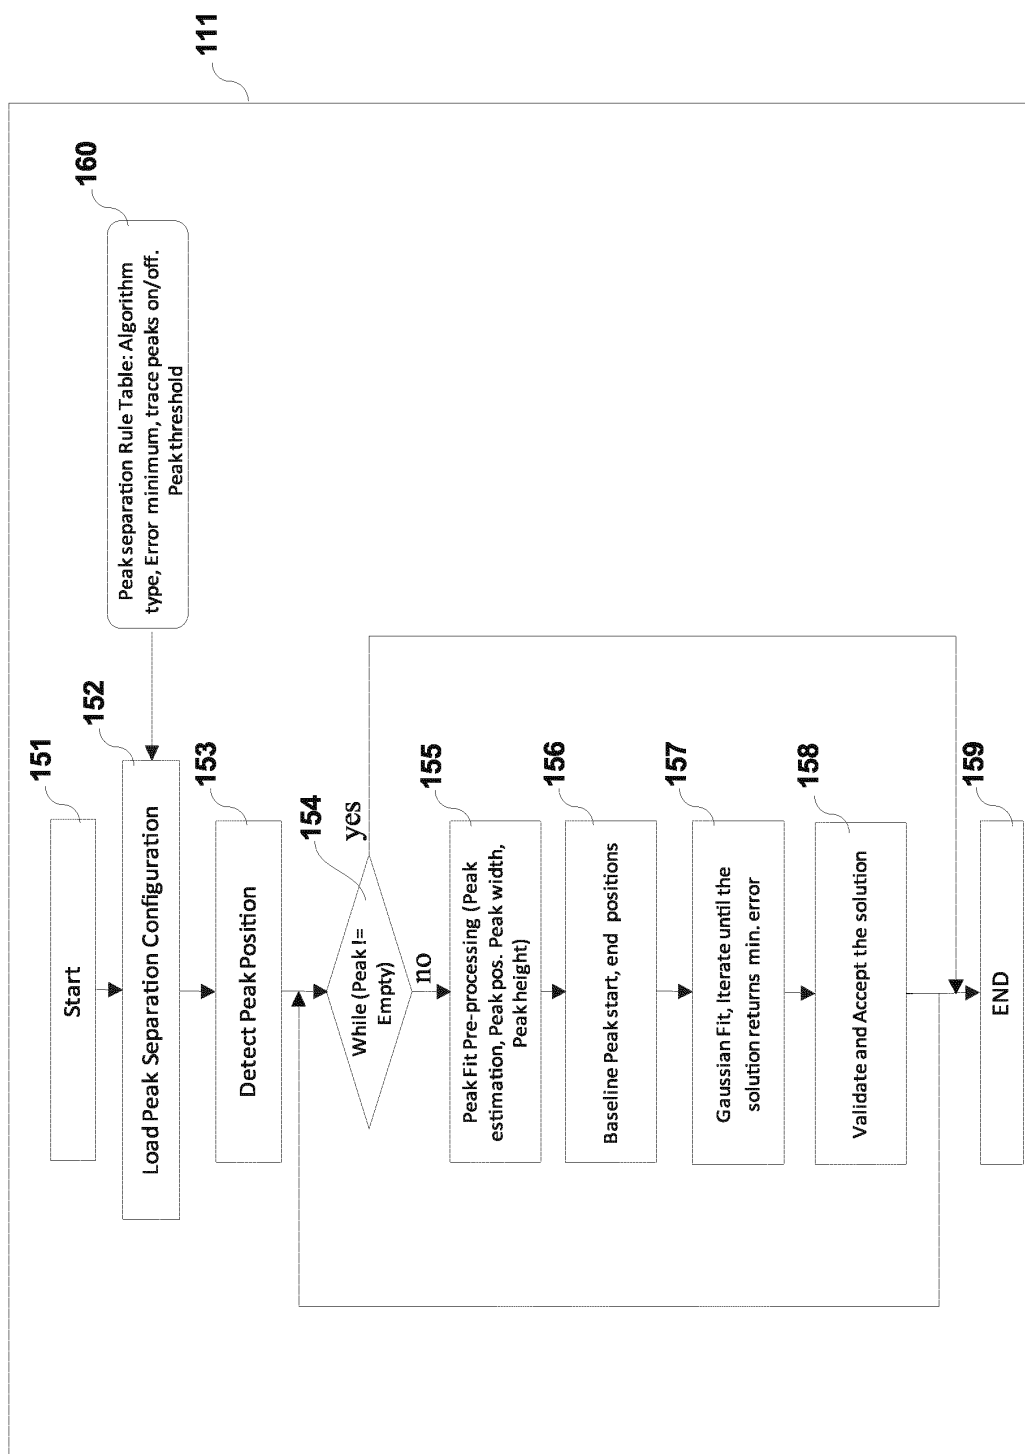 111
160
Peak separation Rule Table: Algorithm
type, Error minimum, trace peaks on/off.
Peak threshold
151
Start
152
Load Peak Separation Configuration
153
Detect Peak Position
154
While (Peak !=
Empty)
yes
no
155
Peak Fit Pre-processing (Peak
estimation, Peak pos. Peak width,
Peak height)
156
Baseline Peak start, end positions
157
Gaussian Fit, Iterate until the
solution returns min. error
158
Validate and Accept the solution
159
END